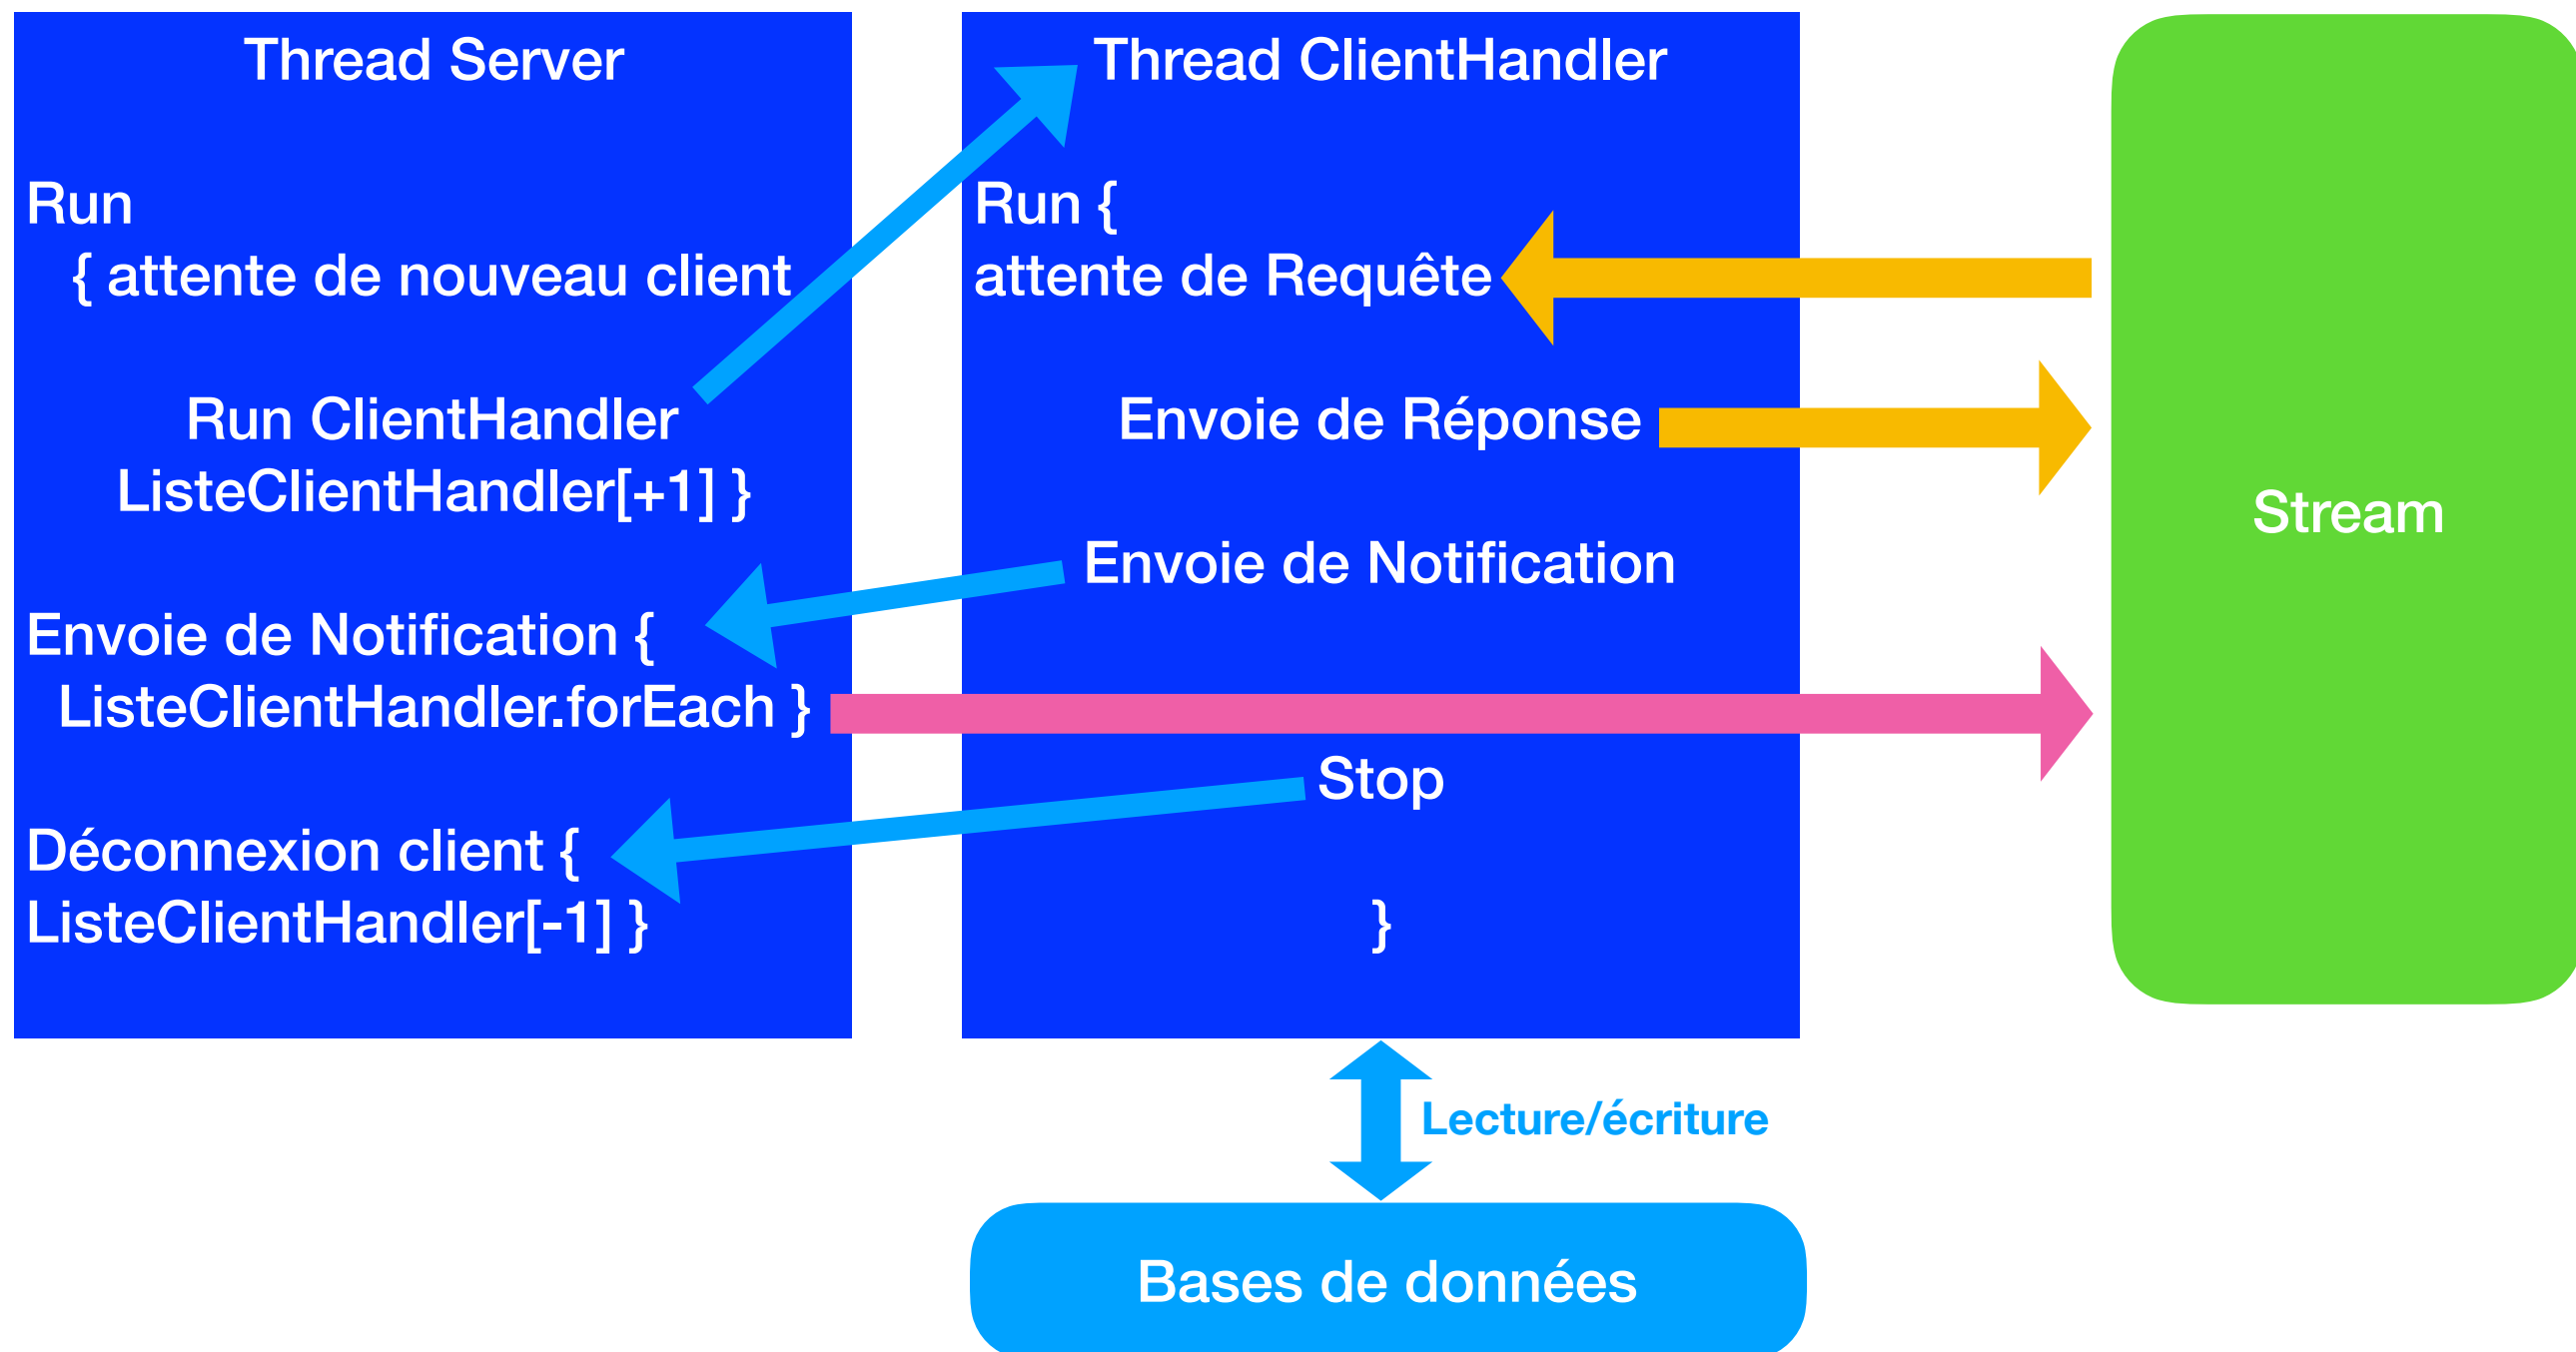 Thread Server
Run
{ attente de nouveau client
Run ClientHandler
ListeClientHandler[+1] }
Envoie de Notification {
ListeClientHandler.forEach }
Déconnexion client {
ListeClientHandler[-1] }
Thread ClientHandler
Run {
attente de Requête
Envoie de Réponse
Envoie de Notification
Stop
}
Stream
Lecture/écriture
Bases de données